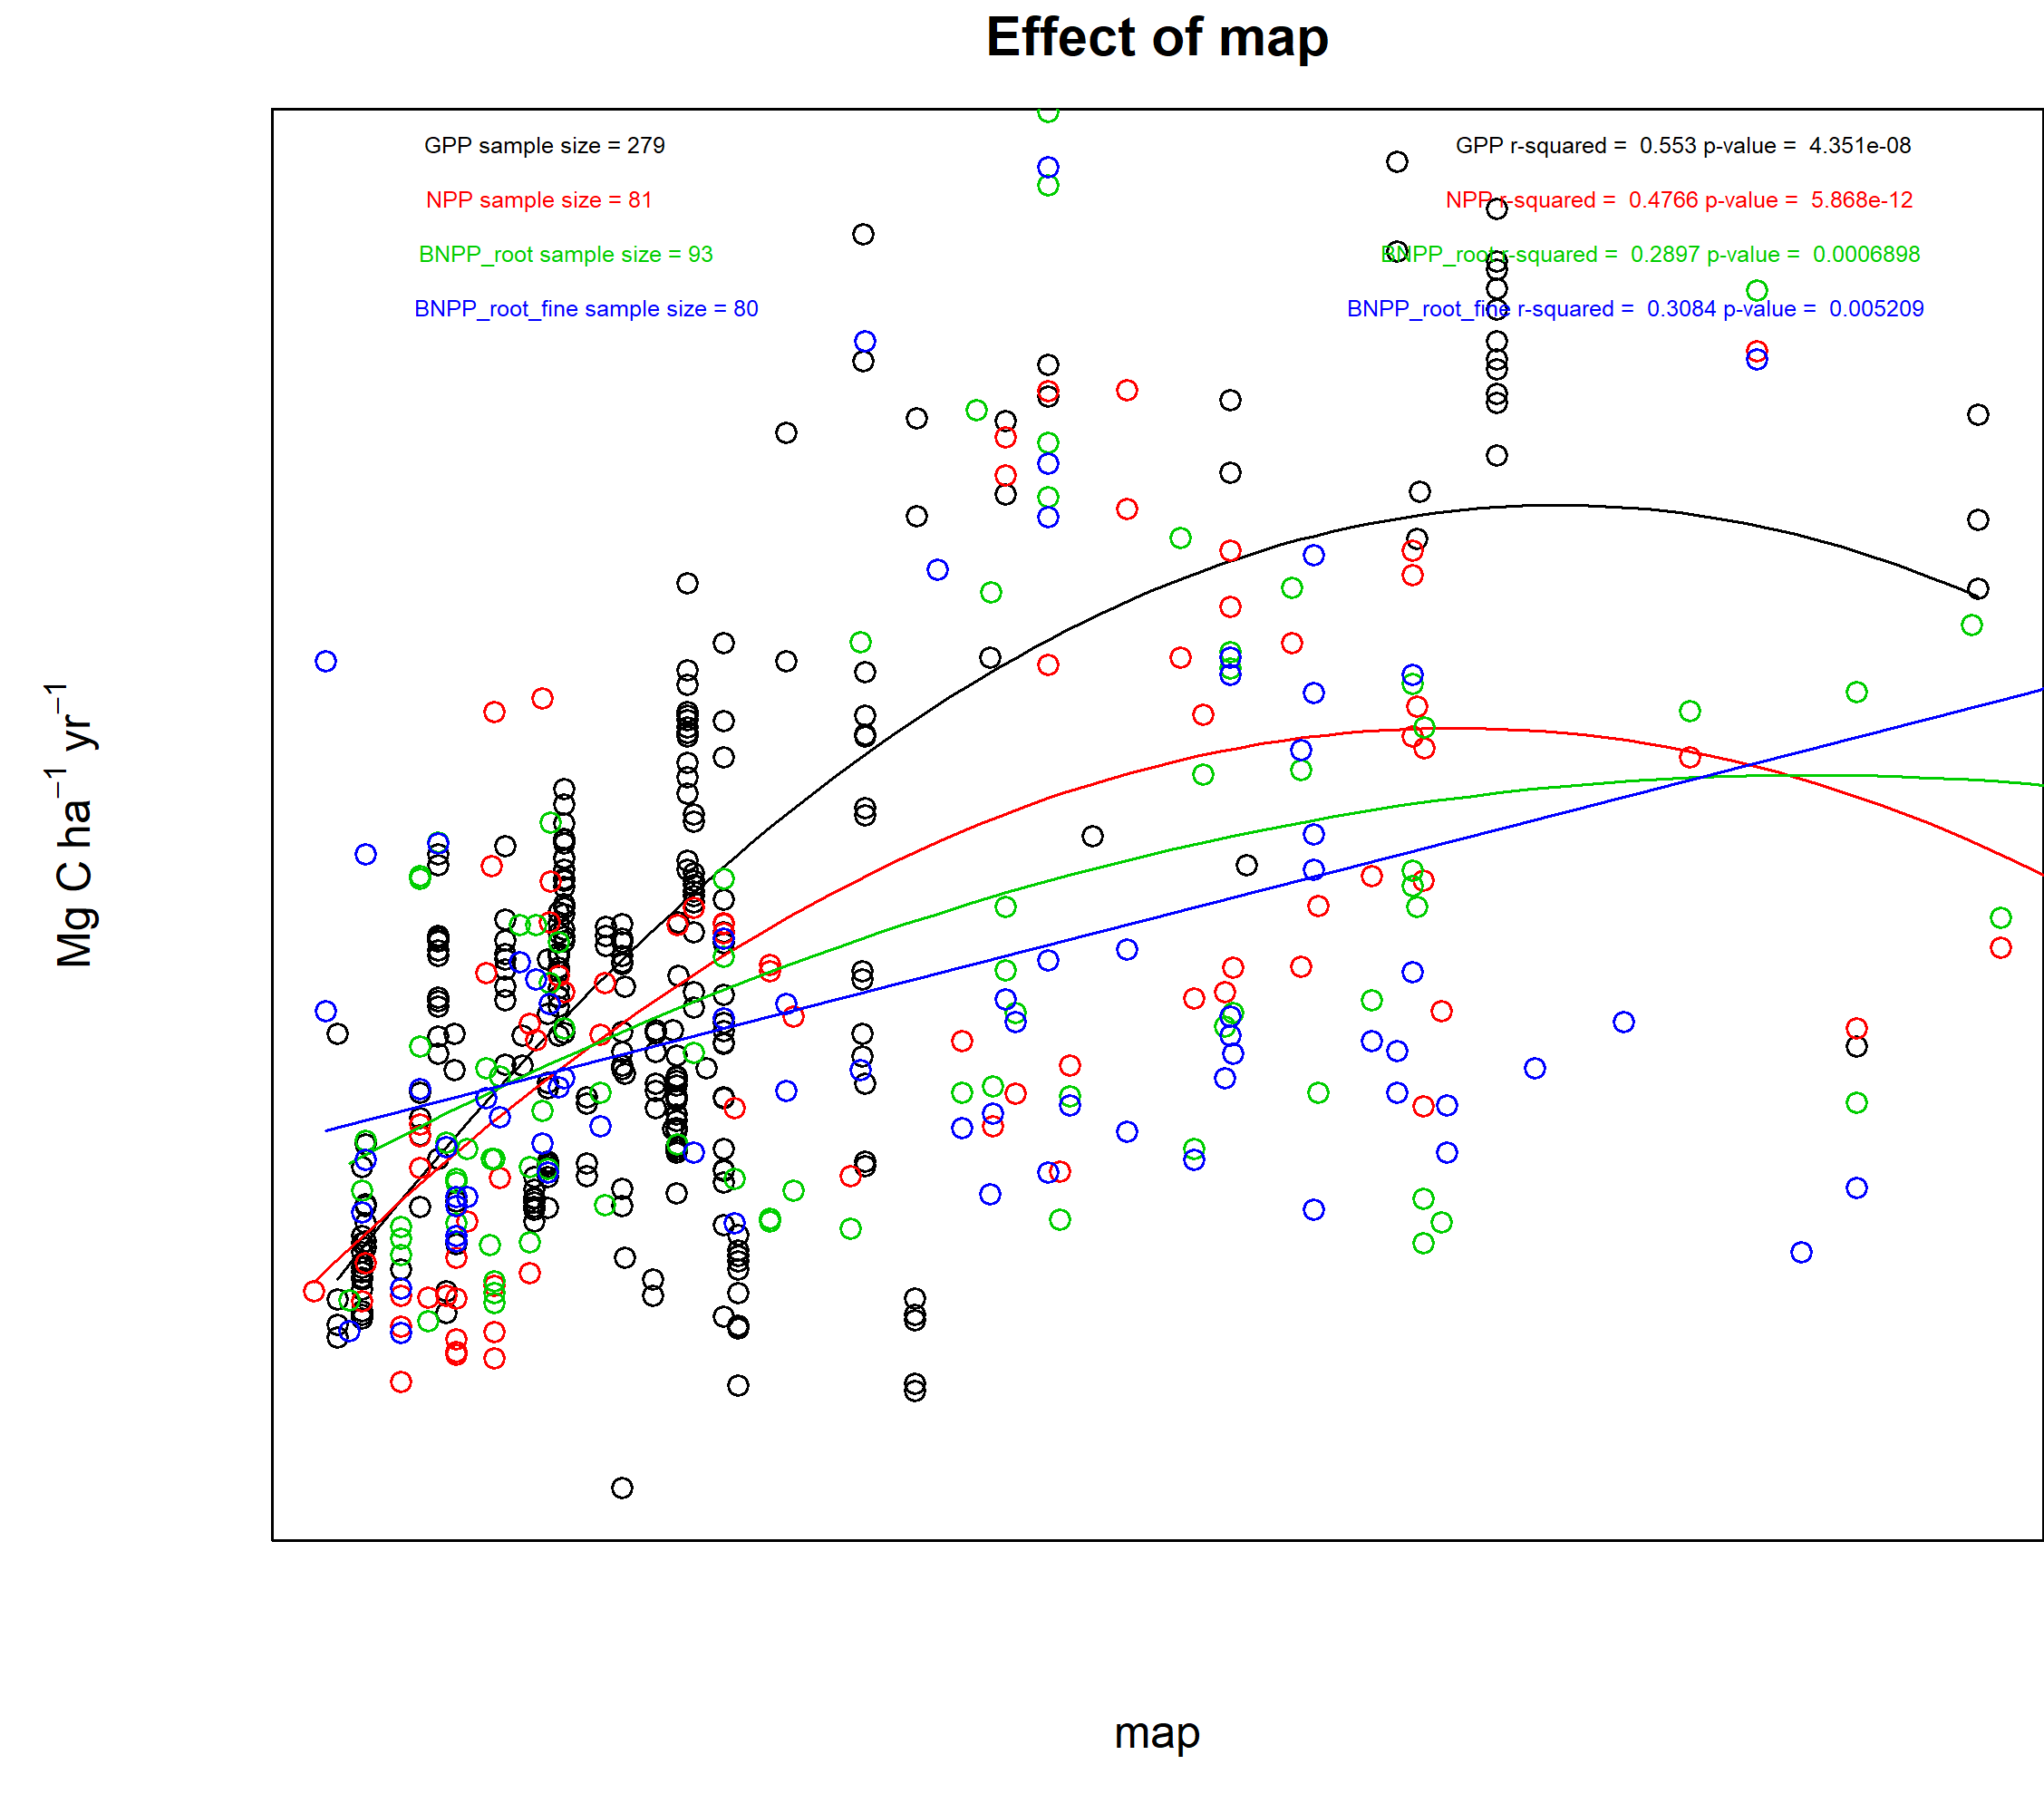 Effect of map
GPP sample size = 279
GPP r-squared = 0.553 p-value = 4.351e-08
NPP sample size = 81
NPP r-squared = 0.4766 p-value = 5.868e-12
BNPP_root sample size = 93
BNPP_root r-squared = 0.2897 p-value = 0.0006898
BNPP_root_fine sample size = 80
BNPP_root_fine r-squared = 0.3084 p-value = 0.005209
Mg C ha⁻¹ yr⁻¹
map